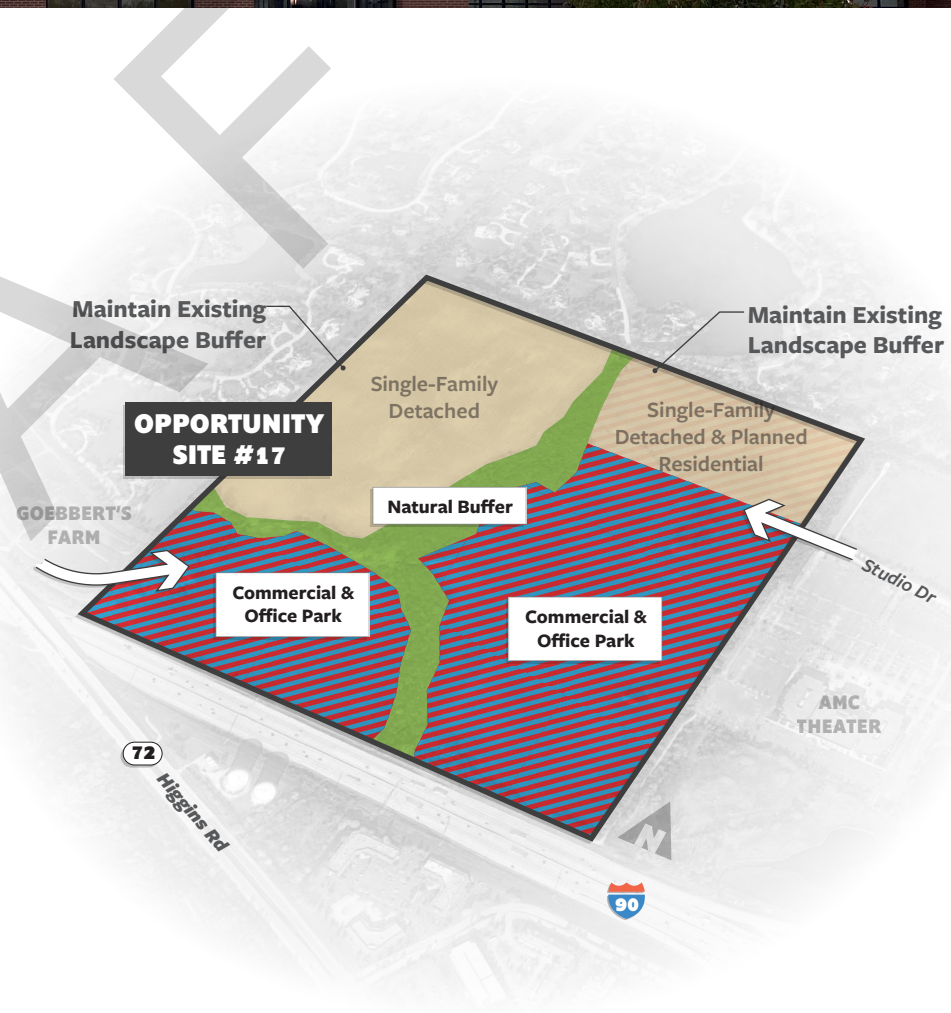 Maintain Existing
Landscape Buffer
Maintain Existing
Landscape Buffer
Single-Family
Detached
OPPORTUNITY
SITE #17
Single-Family
Detached & Planned
Residential
Natural Buffer
GOEBBERT'S
FARM
Studio Dr
Commercial &
Office Park
Commercial &
Office Park
AMC
THEATER
72
Higgins Rd
N
90